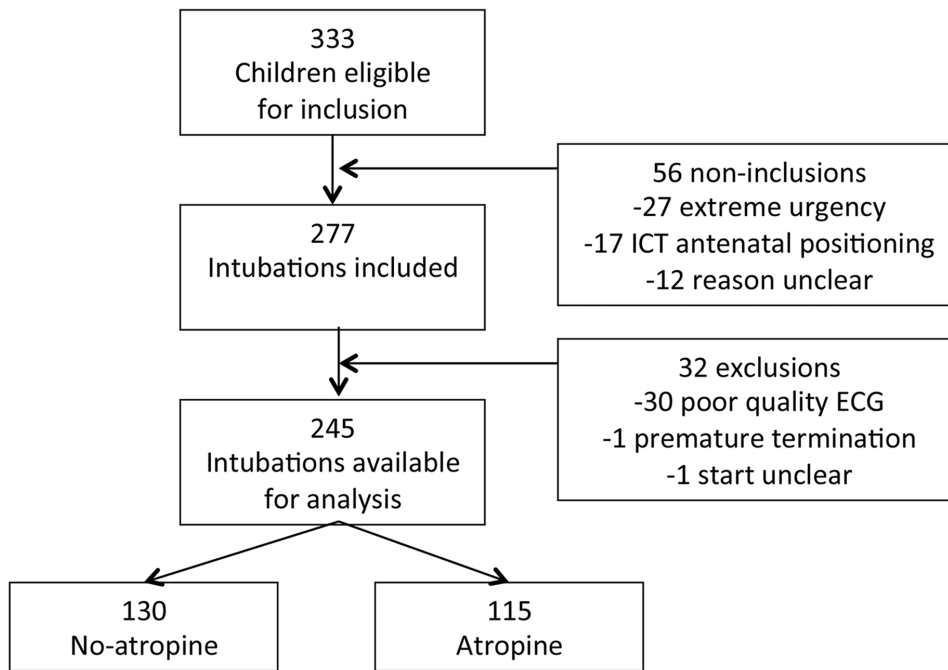 333
Children eligible
for inclusion
56 non-inclusions
-27 extreme urgency
-17 ICT antenatal positioning
-12 reason unclear
277
Intubations included
32 exclusions
-30 poor quality ECG
-1 premature termination
-1 start unclear
245
Intubations available
for analysis
130
No-atropine
115
Atropine